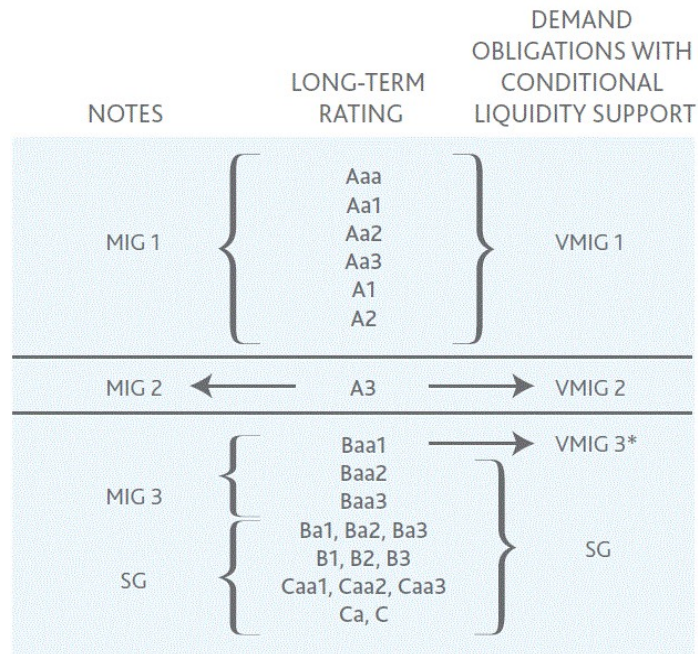 NOTES
LONG-TERM
RATING
DEMAND
OBLIGATIONS WITH
CONDITIONAL
LIQUIDITY SUPPORT
MIG 1
Aaa
Aa1
Aa2
Aa3
A1
A2
VMIG 1
MIG 2
A3
VMIG 2
MIG 3
Baa1
Baa2
Baa3
VMIG 3*
SG
Ba1, Ba2, Ba3
B1, B2, B3
Caa1, Caa2, Caa3
Ca, C
SG